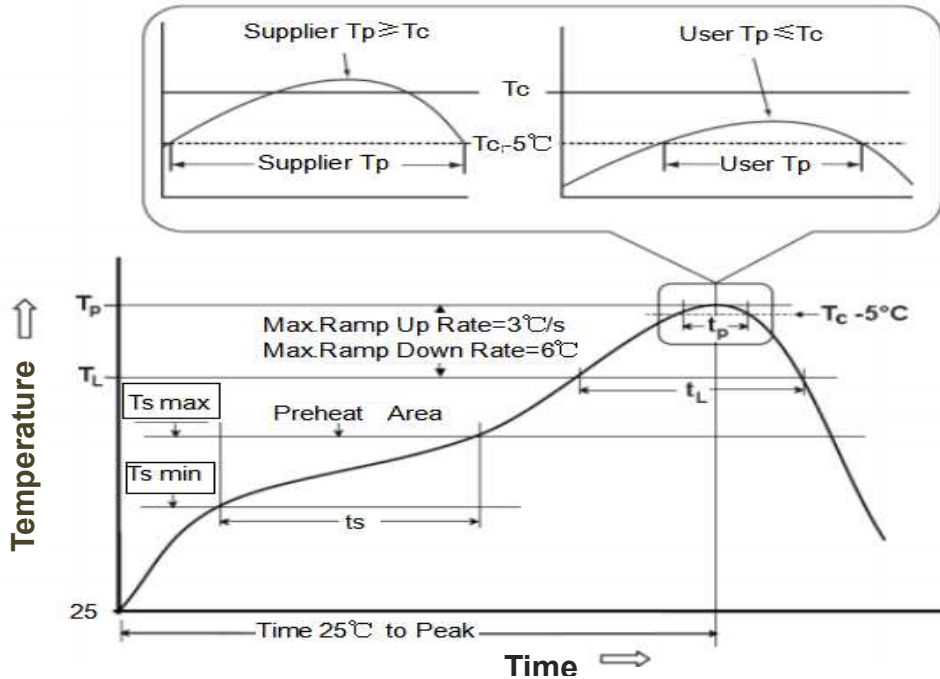 Supplier Tp≥Tc
User Tp≤Tc
Tc
Tc-5℃
Supplier Tp
User Tp
Tp
Tc -5°C
Max.Ramp Up Rate=3℃/s
tp
Max.Ramp Down Rate=6℃
TL
tL
Ts max
Preheat Area
Ts min
ts
Temperature
25
Time 25℃ to Peak
Time